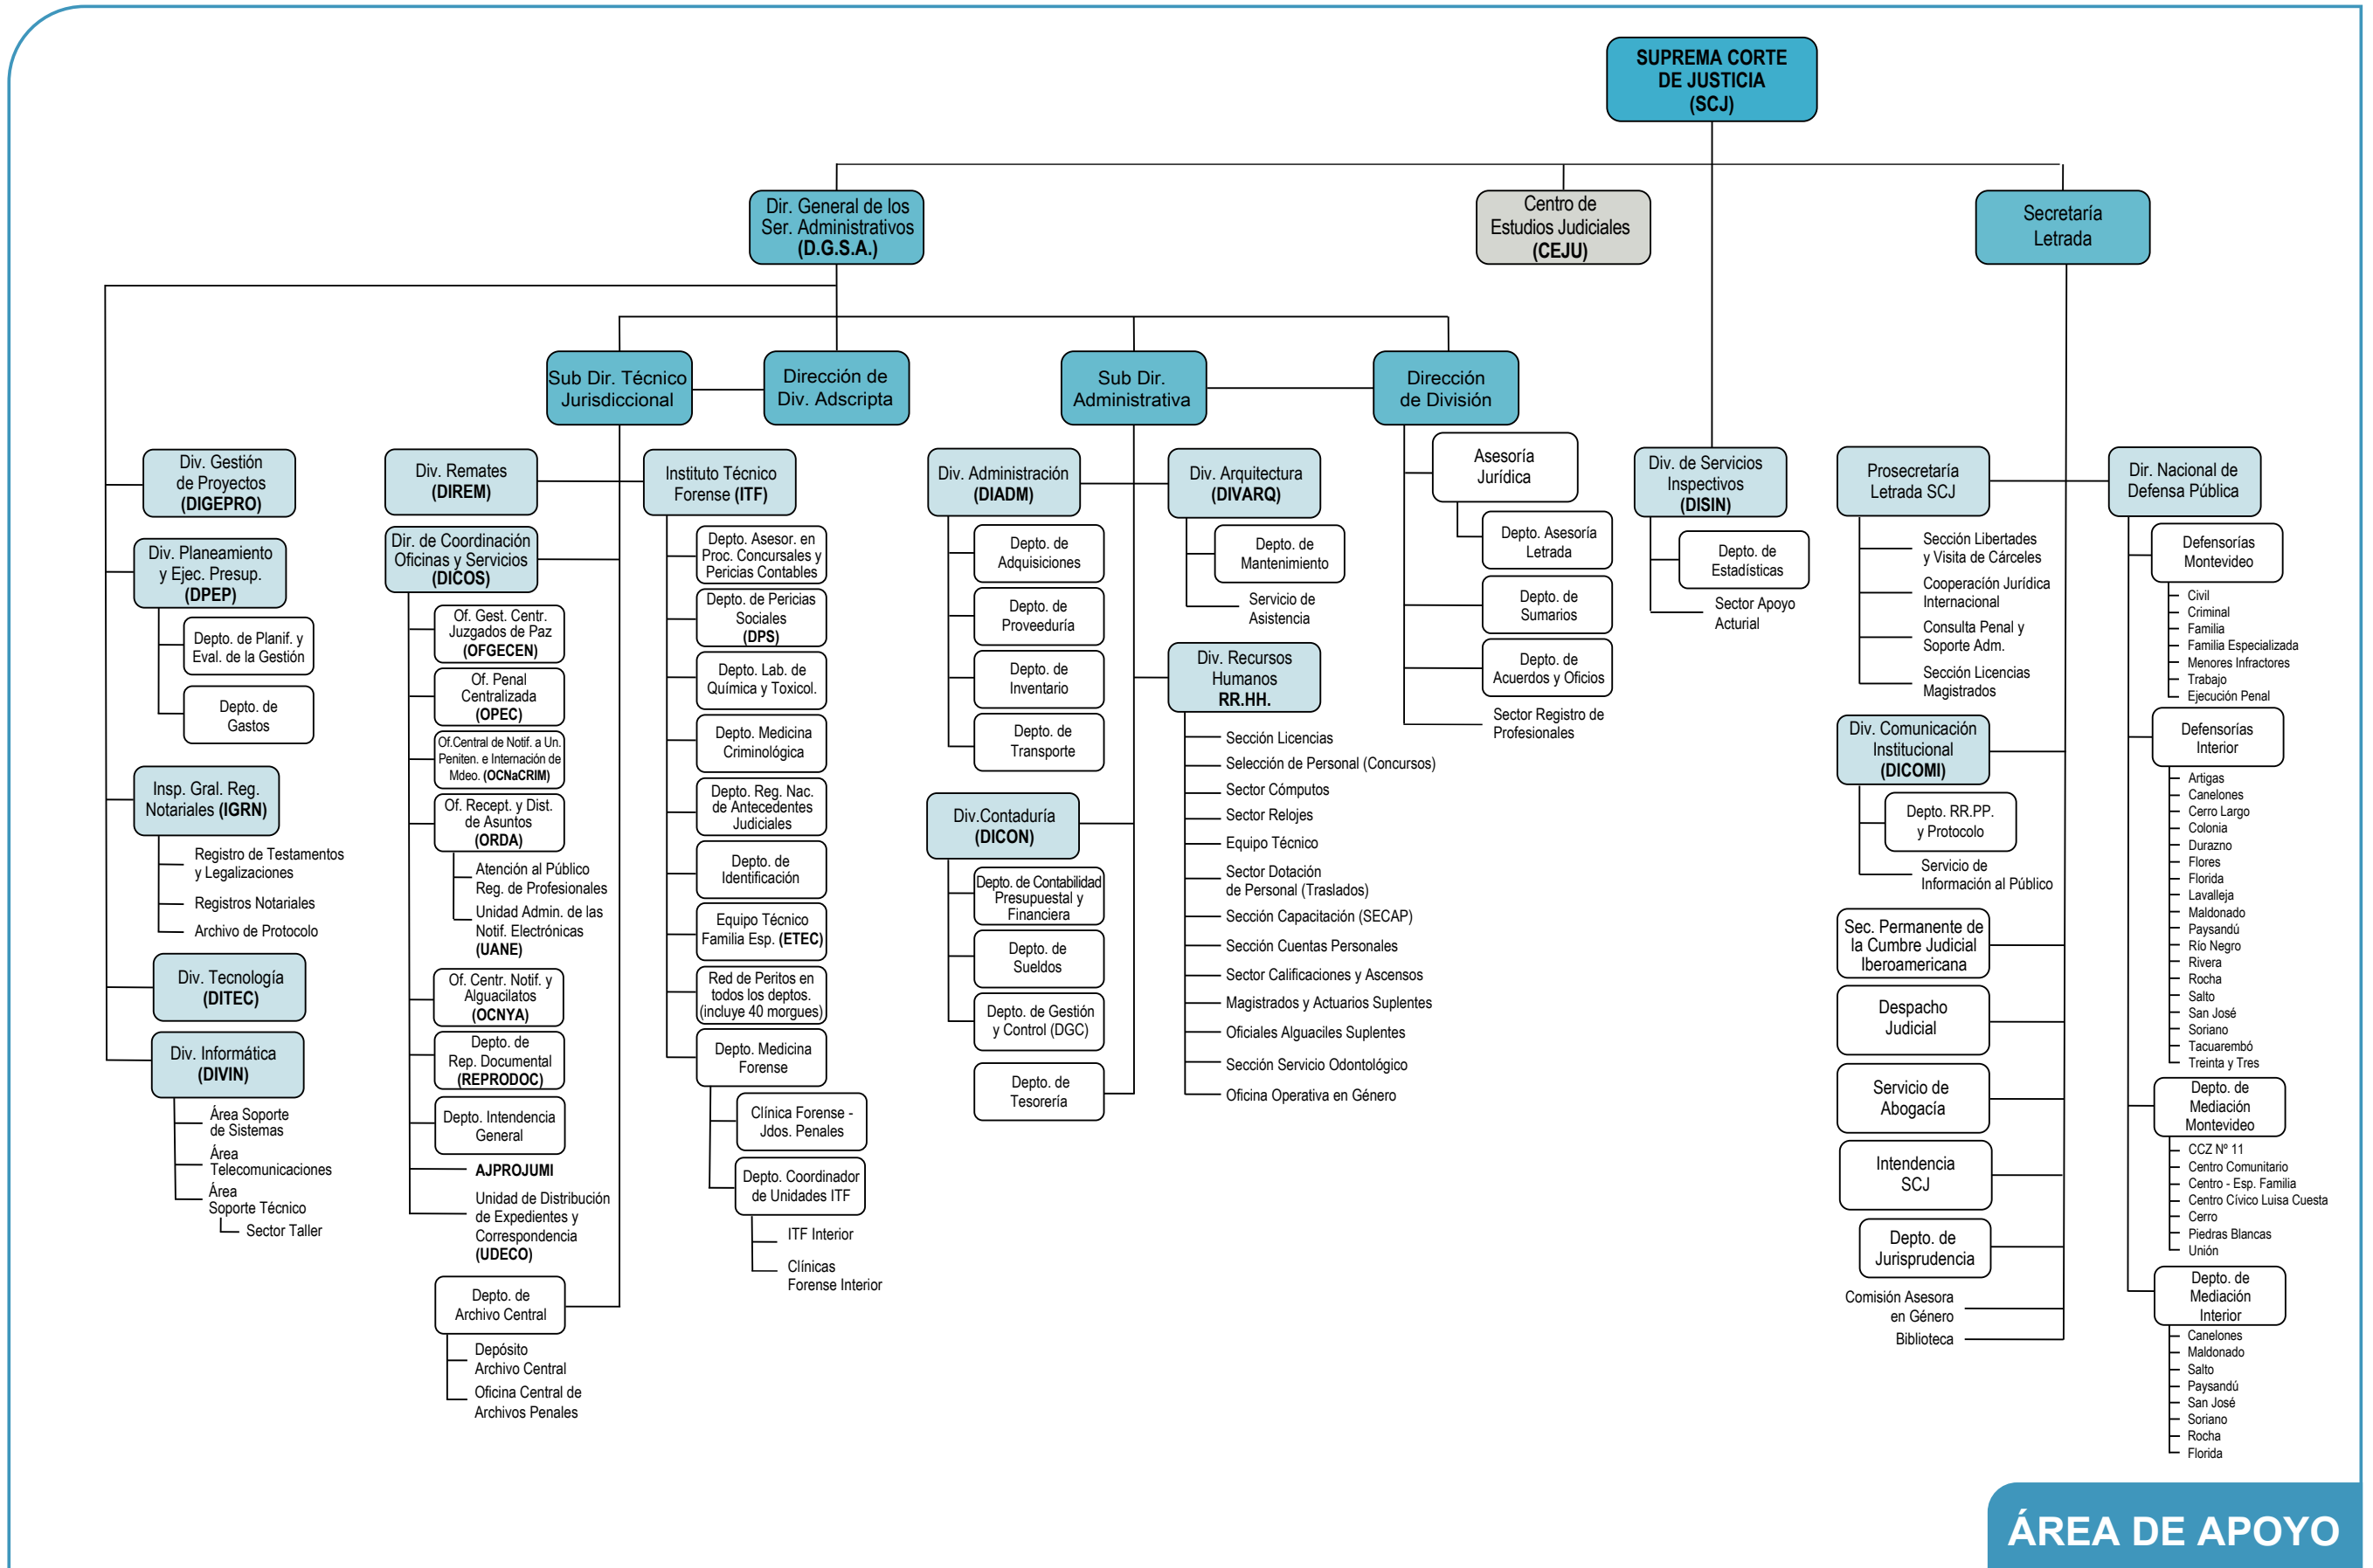 SUPREMA CORTE
DE JUSTICIA
(SCJ)
Dir. General de los
Ser. Administrativos
(D.G.S.A.)
Centro de
Estudios Judiciales
(CEJU)
Secretaría
Letrada
Sub Dir. Técnico
Jurisdiccional
Dirección de
Div. Adscripta
Sub Dir.
Administrativa
Dirección
de División
Div. Gestión
de Proyectos
(DIGEPRO)
Div. Planeamiento
y Ejec. Presup.
(DPEP)
Depto. de Planif. y
Eval. de la Gestión
Depto. de
Gastos
Insp. Gral. Reg.
Notariales (IGRN)
Registro de Testamentos
y Legalizaciones
Registros Notariales
Archivo de Protocolo
Div. Tecnología
(DITEC)
Div. Informática
(DIVIN)
Área Soporte
de Sistemas
Área
Telecomunicaciones
Área
Soporte Técnico
Sector Taller
Div. Remates
(DIREM)
Dir. de Coordinación
Oficinas y Servicios
(DICOS)
Of. Gest. Centr.
Juzgados de Paz
(OFGECEN)
Of. Penal
Centralizada
(OPEC)
Of.Central de Notif. a Un.
Peniten. e Internación de
Mdeo. (OCNaCRIM)
Of. Recept. y Dist.
de Asuntos
(ORDA)
Atención al Público
Reg. de Profesionales
Unidad Admin. de las
Notif. Electrónicas
(UANE)
Of. Centr. Notif. y
Alguacilatos
(OCNYA)
Depto. de
Rep. Documental
(REPRODOC)
Depto. Intendencia
General
AJPROJUMI
Unidad de Distribución
de Expedientes y
Correspondencia
(UDECO)
Depto. de
Archivo Central
Depósito
Archivo Central
Oficina Central de
Archivos Penales
Instituto Técnico
Forense (ITF)
Depto. Asesor. en
Proc. Concursales y
Pericias Contables
Depto. de Pericias
Sociales
(DPS)
Depto. Lab. de
Química y Toxicol.
Depto. Medicina
Criminológica
Depto. Reg. Nac.
de Antecedentes
Judiciales
Depto. de
Identificación
Equipo Técnico
Familia Esp. (ETEC)
Red de Peritos en
todos los deptos.
(incluye 40 morgues)
Depto. Medicina
Forense
Clínica Forense -
Jdos. Penales
Depto. Coordinador
de Unidades ITF
ITF Interior
Clínicas
Forense Interior
Div. Administración
(DIADM)
Depto. de
Adquisiciones
Depto. de
Proveeduría
Depto. de
Inventario
Depto. de
Transporte
Div.Contaduría
(DICON)
Depto. de Contabilidad
Presupuestal y
Financiera
Depto. de
Sueldos
Depto. de Gestión
y Control (DGC)
Depto. de
Tesorería
Div. Arquitectura
(DIVARQ)
Depto. de
Mantenimiento
Servicio de
Asistencia
Div. Recursos
Humanos
RR.HH.
Sección Licencias
Selección de Personal (Concursos)
Sector Cómputos
Sector Relojes
Equipo Técnico
Sector Dotación
de Personal (Traslados)
Sección Capacitación (SECAP)
Sección Cuentas Personales
Sector Calificaciones y Ascensos
Magistrados y Actuarios Suplentes
Oficiales Alguaciles Suplentes
Sección Servicio Odontológico
Oficina Operativa en Género
Asesoría
Jurídica
Depto. Asesoría
Letrada
Depto. de
Sumarios
Depto. de
Acuerdos y Oficios
Sector Registro de
Profesionales
Div. de Servicios
Inspectivos
(DISIN)
Depto. de
Estadísticas
Sector Apoyo
Acturial
Prosecretaría
Letrada SCJ
Sección Libertades
y Visita de Cárceles
Cooperación Jurídica
Internacional
Consulta Penal y
Soporte Adm.
Sección Licencias
Magistrados
Div. Comunicación
Institucional
(DICOMI)
Depto. RR.PP.
y Protocolo
Servicio de
Información al Público
Sec. Permanente de
la Cumbre Judicial
Iberoamericana
Despacho
Judicial
Servicio de
Abogacía
Intendencia
SCJ
Depto. de
Jurisprudencia
Comisión Asesora
en Género
Biblioteca
Dir. Nacional de
Defensa Pública
Defensorías
Montevideo
Civil
Criminal
Familia
Familia Especializada
Menores Infractores
Trabajo
Ejecución Penal
Defensorías
Interior
Artigas
Canelones
Cerro Largo
Colonia
Durazno
Flores
Florida
Lavalleja
Maldonado
Paysandú
Río Negro
Rivera
Rocha
Salto
San José
Soriano
Tacuarembó
Treinta y Tres
Depto. de
Mediación
Montevideo
CCZ Nº 11
Centro Comunitario
Centro - Esp. Familia
Centro Cívico Luisa Cuesta
Cerro
Piedras Blancas
Unión
Depto. de
Mediación
Interior
Canelones
Maldonado
Salto
Paysandú
San José
Soriano
Rocha
Florida
ÁREA DE APOYO